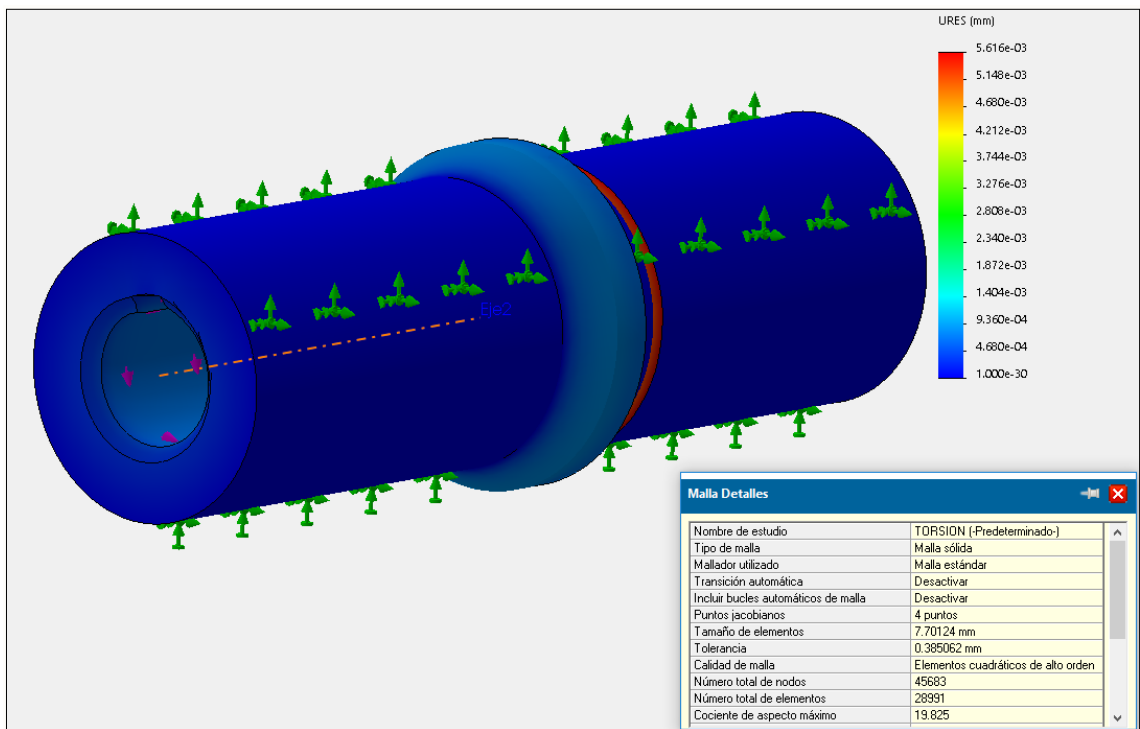 URES (mm)
5.616e-03
5.148e-03
4.680e-03
4.212e-03
3.744e-03
3.276e-03
2.808e-03
2.340e-03
1.872e-03
1.404e-03
9.360e-04
4.680e-04
1.000e-30
Eje2
Malla Detalles
Nombre de estudio TORSION (-Predeterminado-)
Tipo de malla Malla sólida
Mallador utilizado Malla estándar
Transición automática Desactivar
Incluir bucles automáticos de malla Desactivar
Puntos jacobianos 4 puntos
Tamaño de elementos 7.70124 mm
Tolerancia 0.385062 mm
Calidad de malla Elementos cuadráticos de alto orden
Número total de nodos 45683
Número total de elementos 28991
Cociente de aspecto máximo 19.825